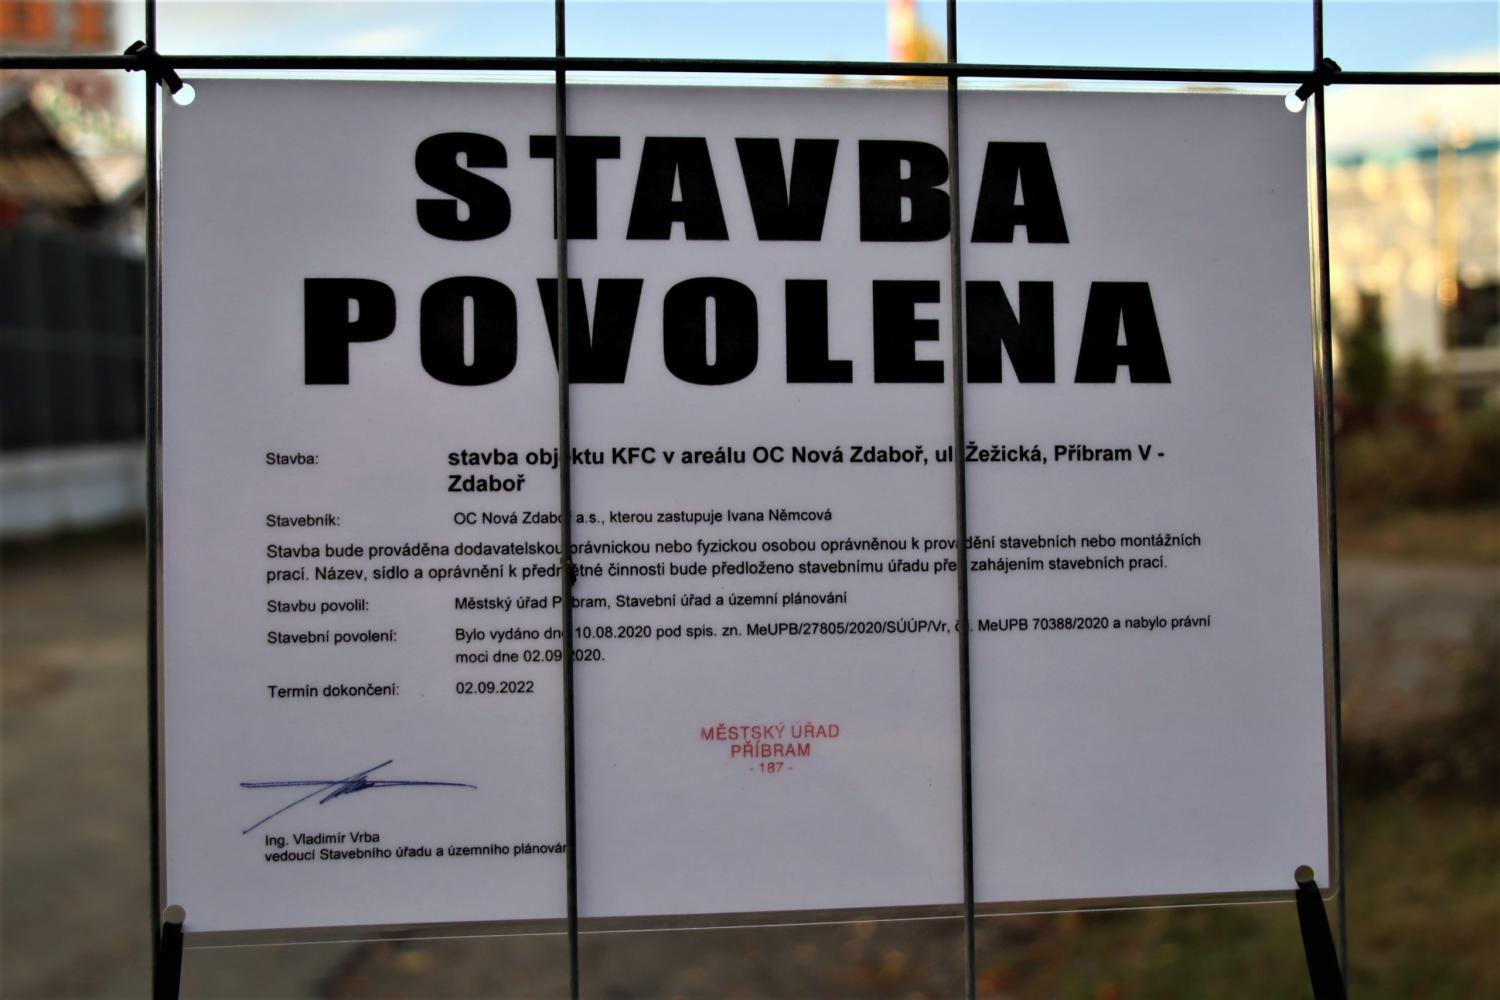 STAVBA
POVOLENA
Stavba: stavba objektu KFC v areálu OC Nová Zdaboř, ul. Žežická, Příbram V -
Zdaboř
Stavebník: OC Nová Zdaboř a.s., kterou zastupuje Ivana Němcová
Stavba bude prováděna dodavatelskou právnickou nebo fyzickou osobou oprávněnou k provádění stavebních nebo montážních
prací. Název, sídlo a oprávnění k předmětné činnosti bude předloženo stavebnímu úřadu před zahájením stavebních prací.
Stavbu povolil: Městský úřad Příbram, Stavební úřad a územní plánování
Stavební povolení: Bylo vydáno dne 10.08.2020 pod spis. zn. MeUPB/27805/2020/SÚÚP/Vr, čj. MeUPB 70388/2020 a nabylo právní
moci dne 02.09.2020.
Termín dokončení: 02.09.2022
MĚSTSKÝ ÚŘAD
PŘÍBRAM
- 187 -
Ing. Vladimír Vrba
vedoucí Stavebního úřadu a územního plánování